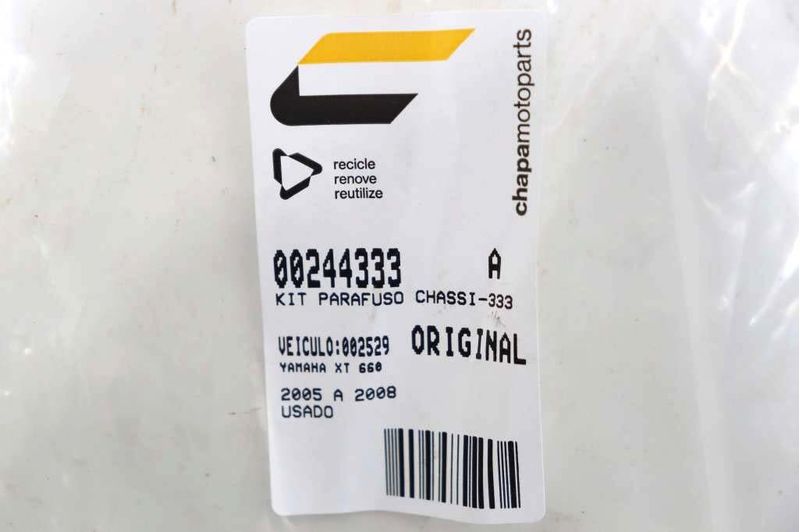 chapamotoparts
recicle
renove
reutilize
00244333 A
KIT PARAFUSO CHASSI-333
VEICULO:002529 ORIGINAL
YAMAHA XT 660
2005 A 2008
USADO